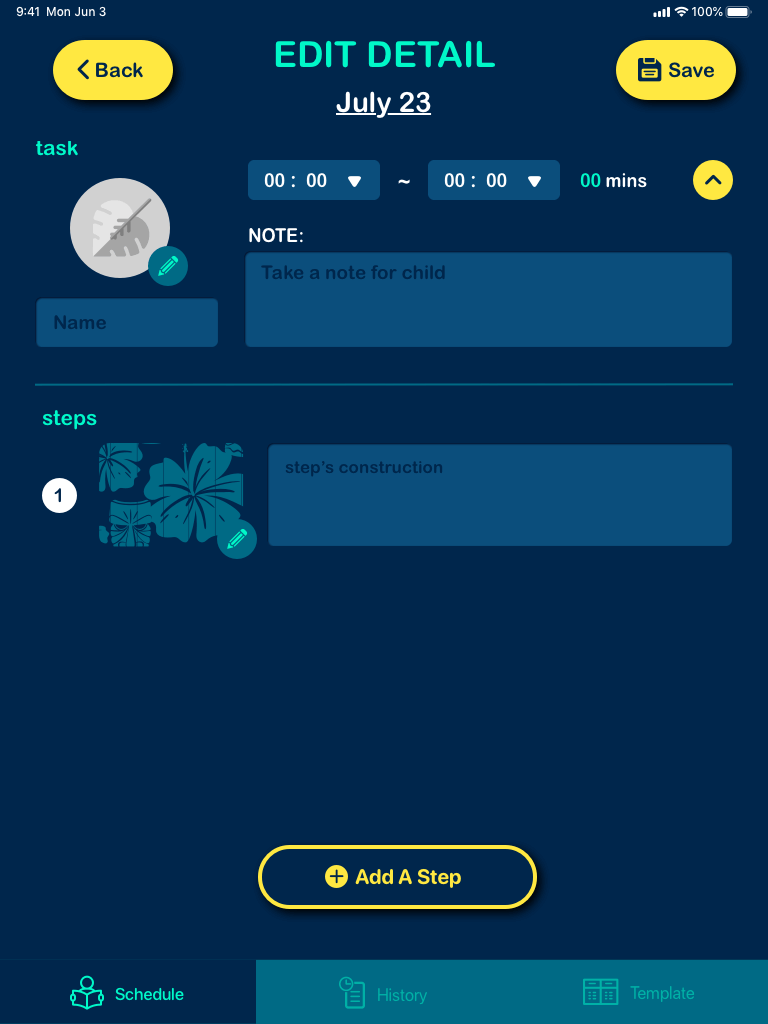 9:41 Mon Jun 3
100%
Back
EDIT DETAIL
Save
July 23
task
00 : 00
~
00 : 00
00 mins
NOTE:
Take a note for child
Name
steps
1
step's construction
Add A Step
Schedule
History
Template